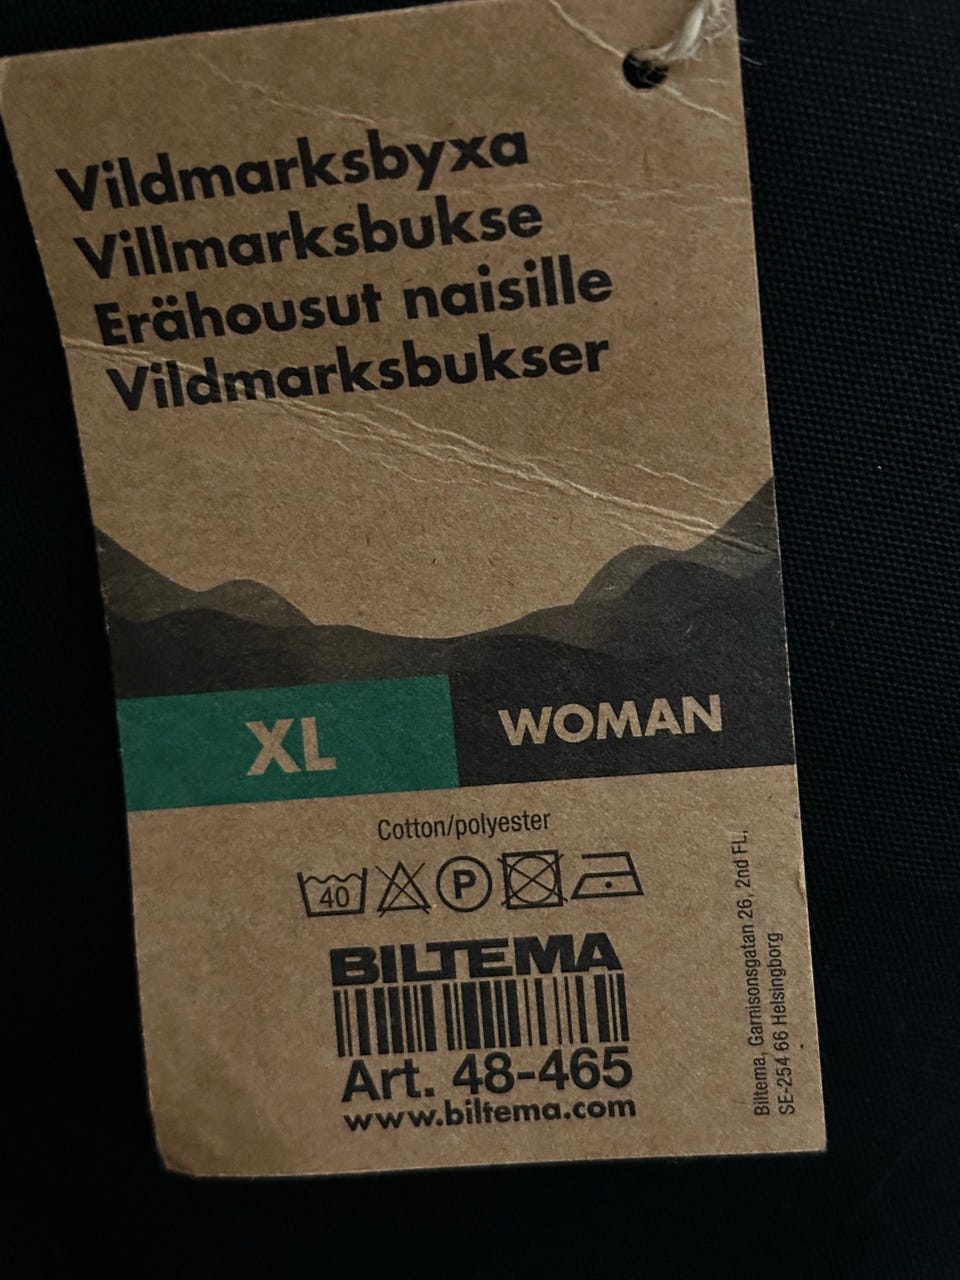 Vildmarksbyxa
Villmarksbukse
Erähousut naisille
Vildmarksbukser
XL
WOMAN
Cotton/polyester
40
P
BILTEMA
Art. 48-465
www.biltema.com
Biltema, Garnisonsgatan 26, 2nd FL,
SE-254 66 Helsingborg